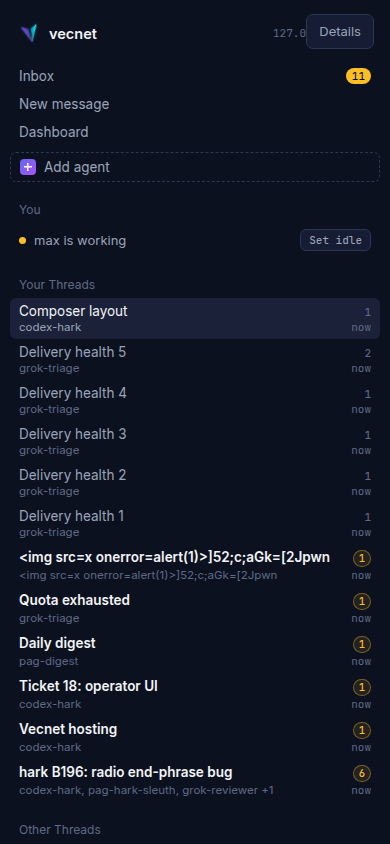 vecnet
127.0
Details
Inbox 11
New message
Dashboard
Add agent
You
max is working Set idle
Your Threads
Composer layout 1
codex-hark now
Delivery health 5 2
grok-triage now
Delivery health 4 1
grok-triage now
Delivery health 3 1
grok-triage now
Delivery health 2 1
grok-triage now
Delivery health 1 1
grok-triage now
<img src=x onerror=alert(1)>]52;c;aGk=[2Jpwn 1
<img src=x onerror=alert(1)>]52;c;aGk=[2Jpwn now
Quota exhausted 1
grok-triage now
Daily digest 1
pag-digest now
Ticket 18: operator UI 1
codex-hark now
Vecnet hosting 1
codex-hark now
hark B196: radio end-phrase bug 6
codex-hark, pag-hark-sleuth, grok-reviewer +1 now
Other Threads